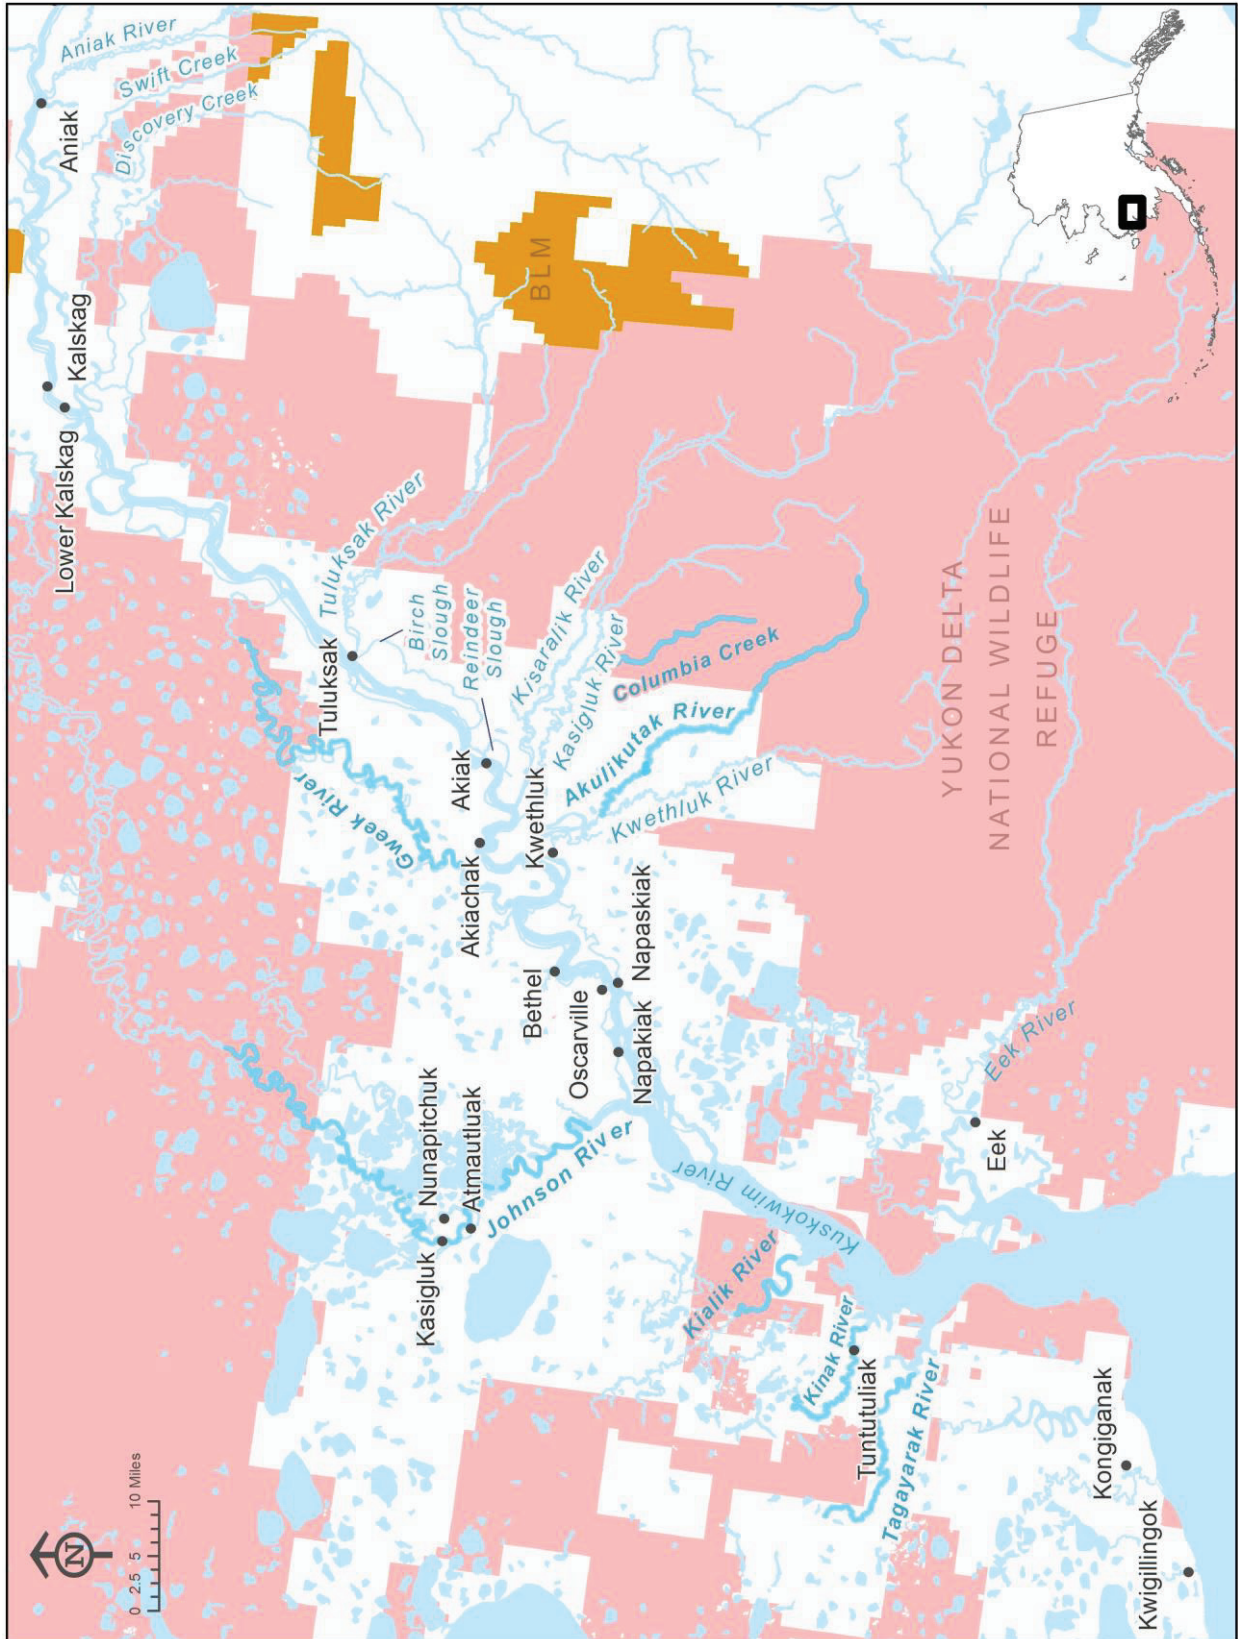 N
0 2.5 5 10 Miles
Aniak River
Swift Creek
Discovery Creek
Aniak
Kalskag
Lower Kalskag
BLM
Tuluksak River
Tuluksak
Birch
Slough
Reindeer
Slough
Gweek River
Akiak
Akiachak
Kisaralik River
Kasigluk River
Columbia Creek
Akulikutak River
Kwethluk
Kwethluk River
Bethel
Oscarville
Napaskiak
Napakiak
Nunapitchuk
Atmautluak
Kasigluk
Johnson River
Kuskokwim River
Kialik River
Kinak River
Tuntutuliak
Tagayarak River
YUKON DELTA
NATIONAL WILDLIFE
REFUGE
Eek River
Eek
Kongiganak
Kwigillingok